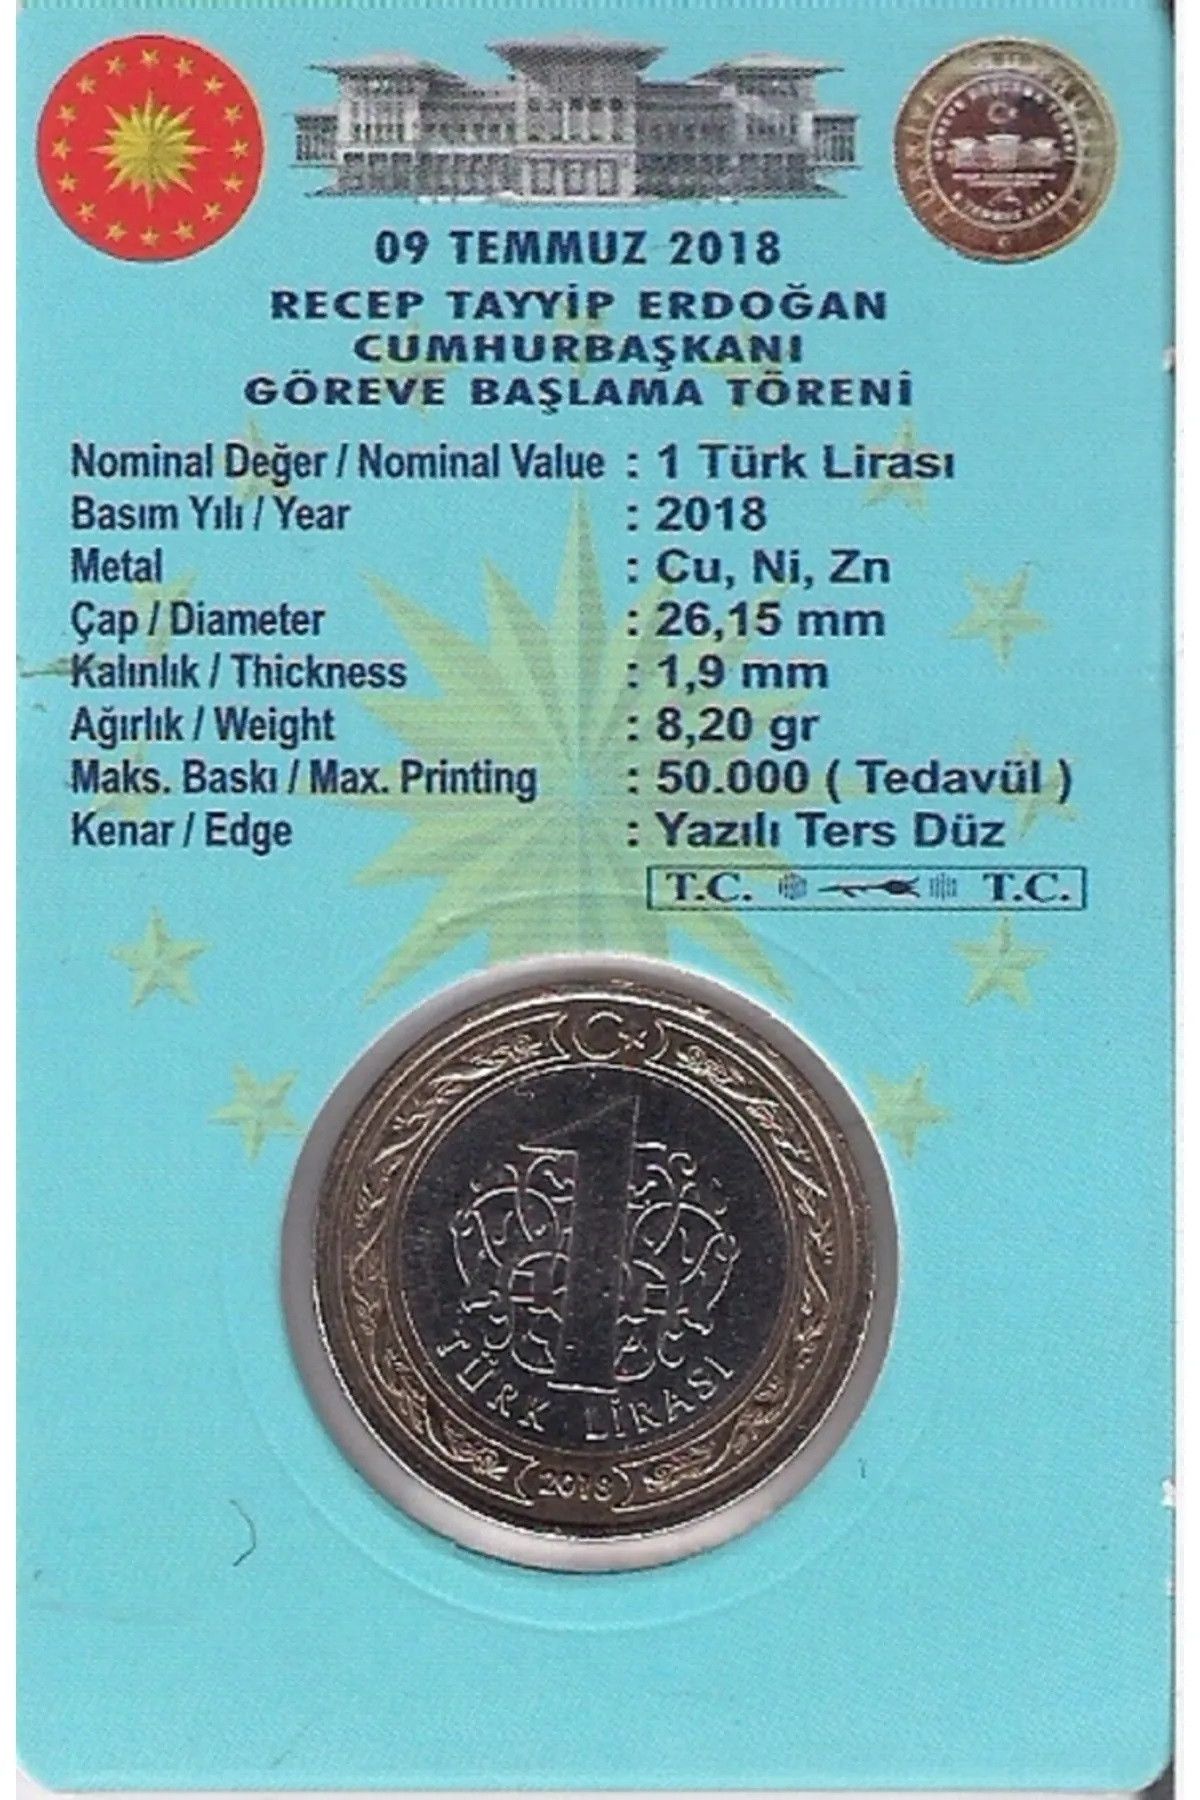 09 TEMMUZ 2018
RECEP TAYYİP ERDOĞAN
CUMHURBAŞKANI
GÖREVE BAŞLAMA TÖRENİ
Nominal Değer / Nominal Value : 1 Türk Lirası
Basım Yılı / Year : 2018
Metal : Cu, Ni, Zn
Çap / Diameter : 26,15 mm
Kalınlık / Thickness : 1,9 mm
Ağırlık / Weight : 8,20 gr
Maks. Baskı / Max. Printing : 50.000 ( Tedavül )
Kenar / Edge : Yazılı Ters Düz
T.C. T.C.
1
TÜRK LİRASI
2018